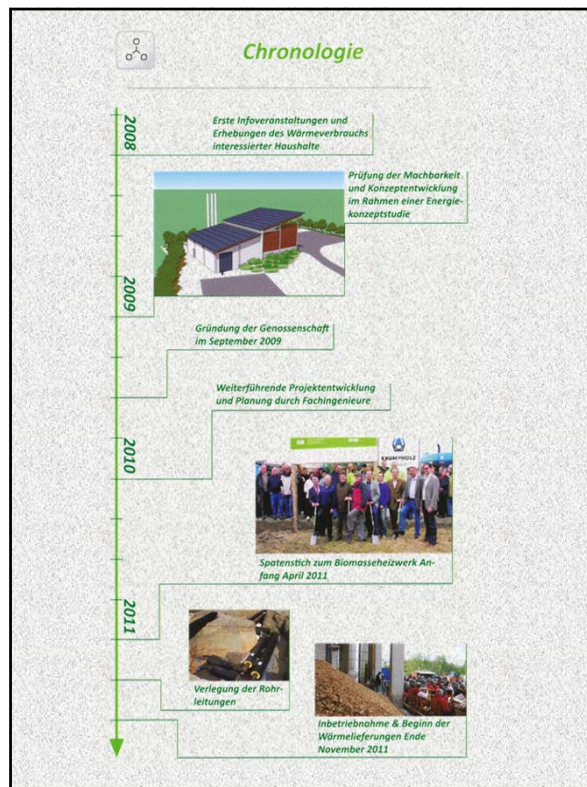 Chronologie
2008
Erste Infoveranstaltungen und
Erhebungen des Wärmeverbrauchs
interessierter Haushalte
Prüfung der Machbarkeit
und Konzeptentwicklung
im Rahmen einer Energie-
konzeptstudie
2009
Gründung der Genossenschaft
im September 2009
Weiterführende Projektentwicklung
und Planung durch Fachingenieure
2010
KRUMPHOLZ
Spatenstich zum Biomasseheizwerk An-
fang April 2011
2011
Verlegung der Rohr-
leitungen
Inbetriebnahme & Beginn der
Wärmelieferungen Ende
November 2011